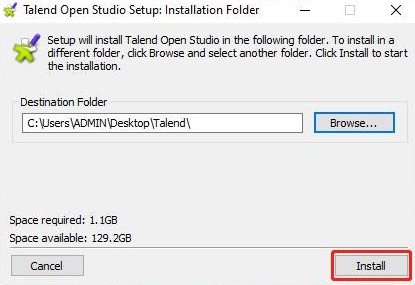 Talend Open Studio Setup: Installation Folder
Setup will install Talend Open Studio in the following folder. To install in a
different folder, click Browse and select another folder. Click Install to start
the installation.
Destination Folder
C:\Users\ADMIN\Desktop\Talend\
Browse...
Space required: 1.1GB
Space available: 129.2GB
Cancel
Install